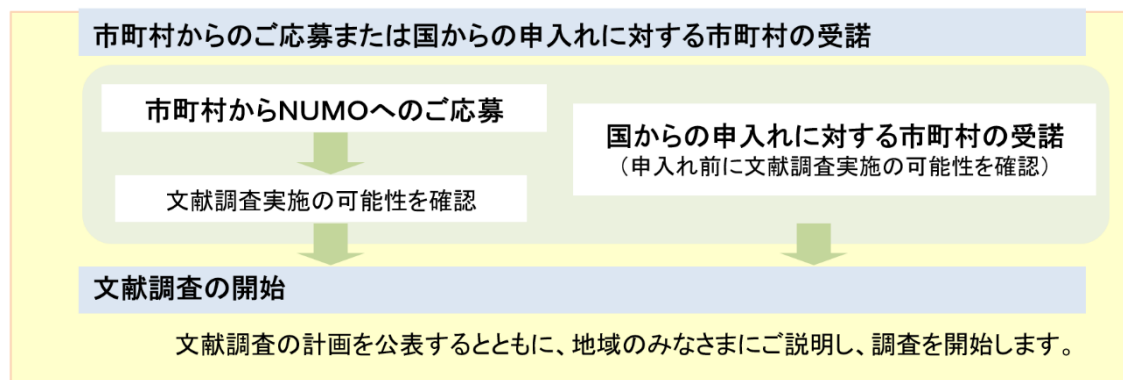 市町村からのご応募または国からの申入れに対する市町村の受諾
市町村からNUMOへのご応募
文献調査実施の可能性を確認
国からの申入れに対する市町村の受諾
（申入れ前に文献調査実施の可能性を確認）
文献調査の開始
文献調査の計画を公表するとともに、地域のみなさまにご説明し、調査を開始します。